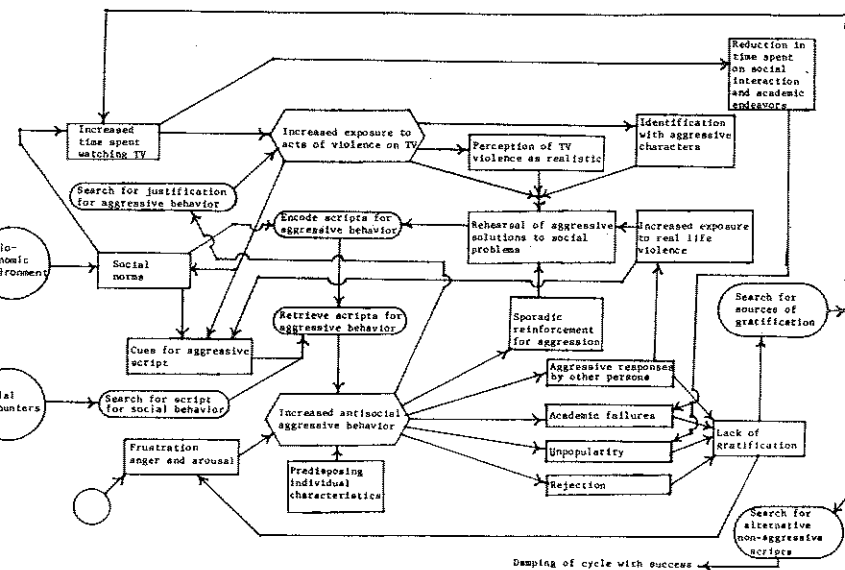 Reduction in
time spent
on social
interaction
and academic
endeavors
Increased
time spent
watching TV
Increased exposure to
acts of violence on TV
Identification
with aggressive
characters
Perception of TV
violence as realistic
Search for justification
for aggressive behavior
Encode scripts for
aggressive behavior
Rehearsal of aggressive
solutions to social
problems
Increased exposure
to real life
violence
Social
norms
Search for
sources of
gratification
Retrieve scripts for
aggressive behavior
Sporadic
reinforcement
for aggression
Cues for aggressive
script
Search for script
for social behavior
Aggressive responses
by other persons
Increased antisocial
aggressive behavior
Academic failures
Lack of
gratification
Frustration
anger and arousal
Unpopularity
Predisposing
individual
characteristics
Rejection
Search for
alternative
non-aggressive
scripts
Damping of cycle with success